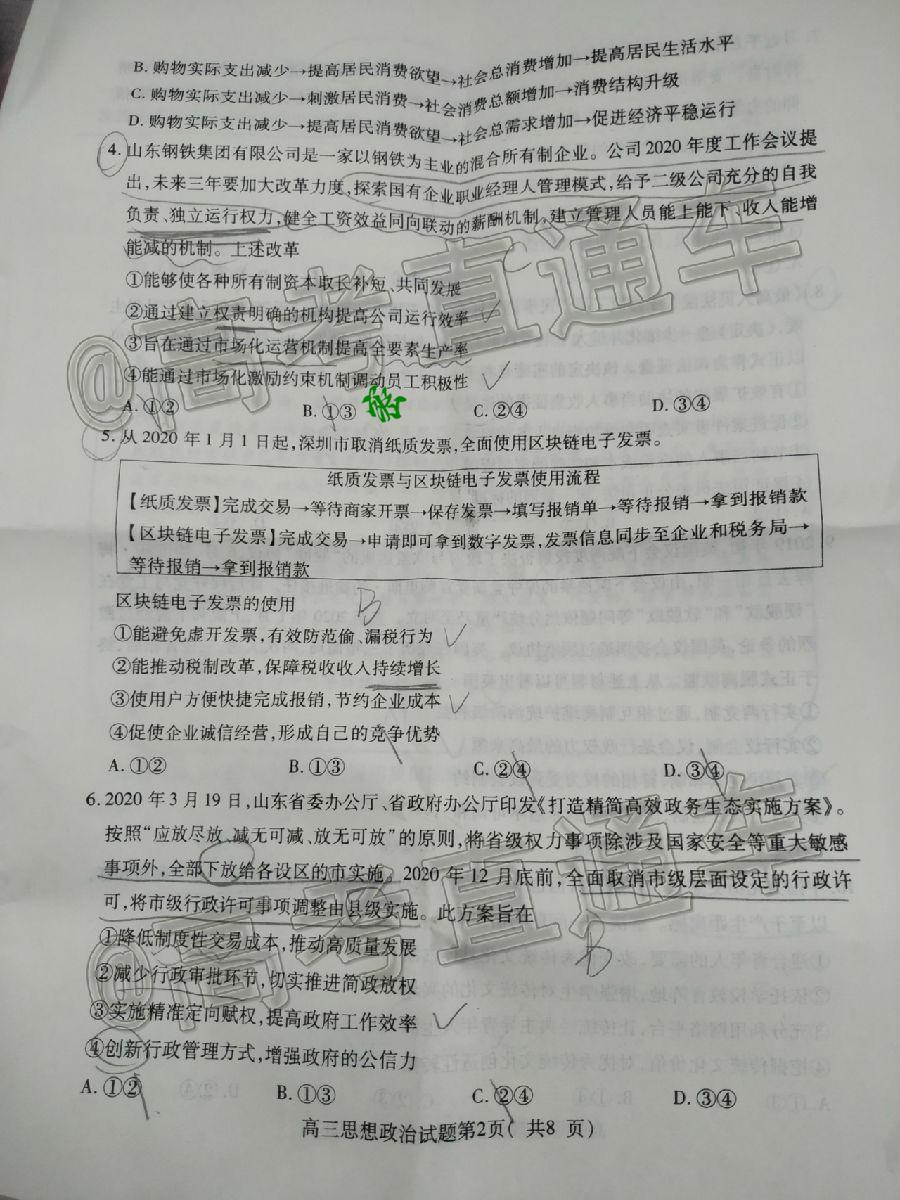 B. 购物实际支出减少→提高居民消费欲望→社会总消费增加→提高居民生活水平
C. 购物实际支出减少→刺激居民消费→社会消费总额增加→消费结构升级
D. 购物实际支出减少→提高居民消费欲望→社会总需求增加→促进经济平稳运行
4. 山东钢铁集团有限公司是一家以钢铁为主业的混合所有制企业。公司2020年度工作会议提
出,未来三年要加大改革力度,探索国有企业职业经理人管理模式,给予二级公司充分的自我
负责、独立运行权力,健全工资效益同向联动的薪酬机制,建立管理人员能上能下、收入能增
能减的机制。上述改革
①能够使各种所有制资本取长补短、共同发展
②通过建立权责明确的机构提高公司运行效率
③旨在通过市场化运营机制提高全要素生产率
④能通过市场化激励约束机制调动员工积极性
A. ①② B. ①③ C. ②④ D. ③④
5. 从2020年1月1日起,深圳市取消纸质发票,全面使用区块链电子发票。
纸质发票与区块链电子发票使用流程
【纸质发票】完成交易→等待商家开票→保存发票→填写报销单→等待报销→拿到报销款
【区块链电子发票】完成交易→申请即可拿到数字发票,发票信息同步至企业和税务局→
等待报销→拿到报销款
区块链电子发票的使用 B
①能避免虚开发票,有效防范偷、漏税行为
②能推动税制改革,保障税收收入持续增长
③使用户方便快捷完成报销,节约企业成本
④促使企业诚信经营,形成自己的竞争优势
A. ①② B. ①③ C. ②④ D. ③④
6. 2020年3月19日,山东省委办公厅、省政府办公厅印发《打造精简高效政务生态实施方案》。
按照“应放尽放、减无可减、放无可放”的原则,将省级权力事项除涉及国家安全等重大敏感
事项外,全部下放给各设区的市实施。2020年12月底前,全面取消市级层面设定的行政许
可,将市级行政许可事项调整由县级实施。此方案旨在
B
①降低制度性交易成本,推动高质量发展
②减少行政审批环节,切实推进简政放权
③实施精准定向赋权,提高政府工作效率
④创新行政管理方式,增强政府的公信力
A. ①② B. ①③ C. ②④ D. ③④
高三思想政治试题第2页( 共8 页)
@高考直通车
@高考直通车